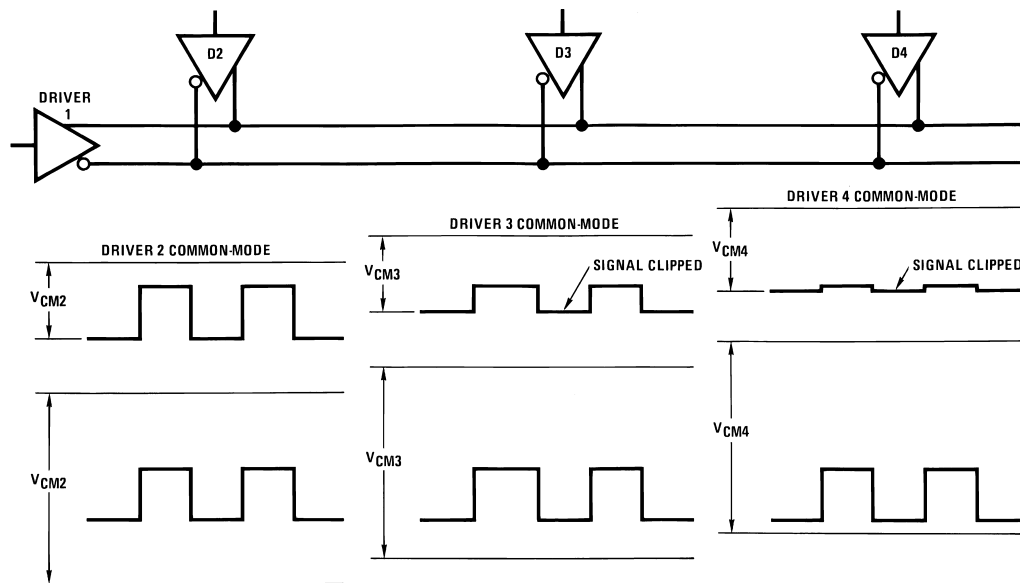 D2
D3
D4
DRIVER
1
DRIVER 2 COMMON-MODE
DRIVER 3 COMMON-MODE
DRIVER 4 COMMON-MODE
VCM2
VCM3
SIGNAL CLIPPED
VCM4
SIGNAL CLIPPED
VCM2
VCM3
VCM4